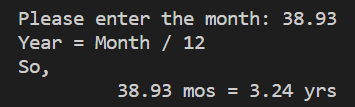 Please enter the month: 38.93
Year = Month / 12
So,
38.93 mos = 3.24 yrs